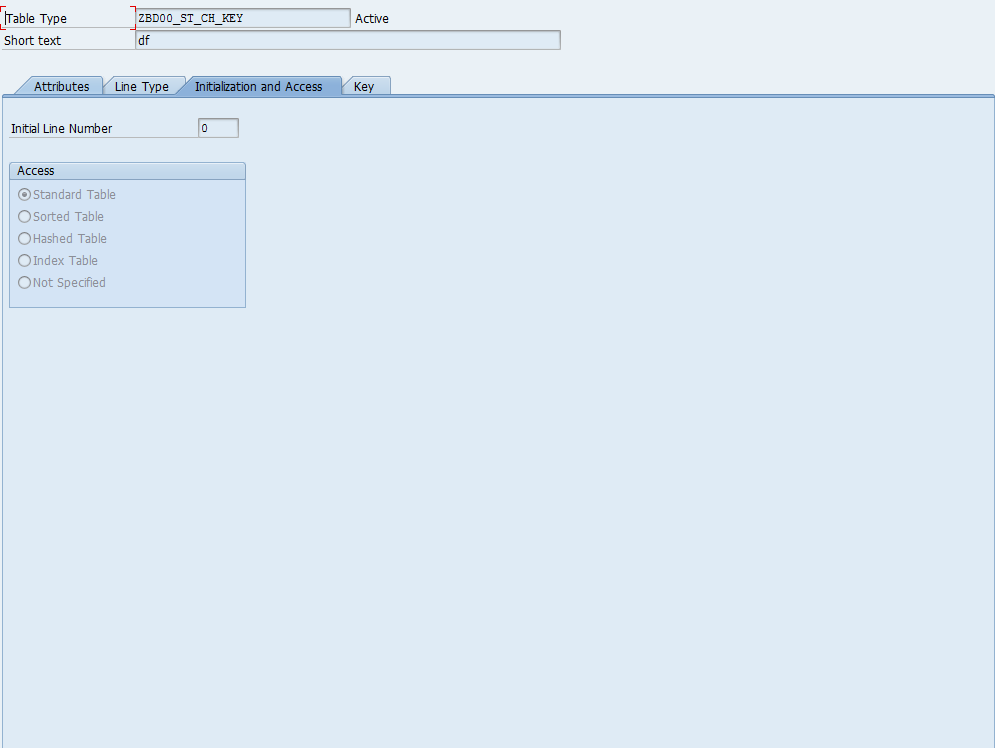 Table Type ZBD00_ST_CH_KEY Active
Short text df
Attributes Line Type Initialization and Access Key
Initial Line Number 0
Access
Standard Table
Sorted Table
Hashed Table
Index Table
Not Specified